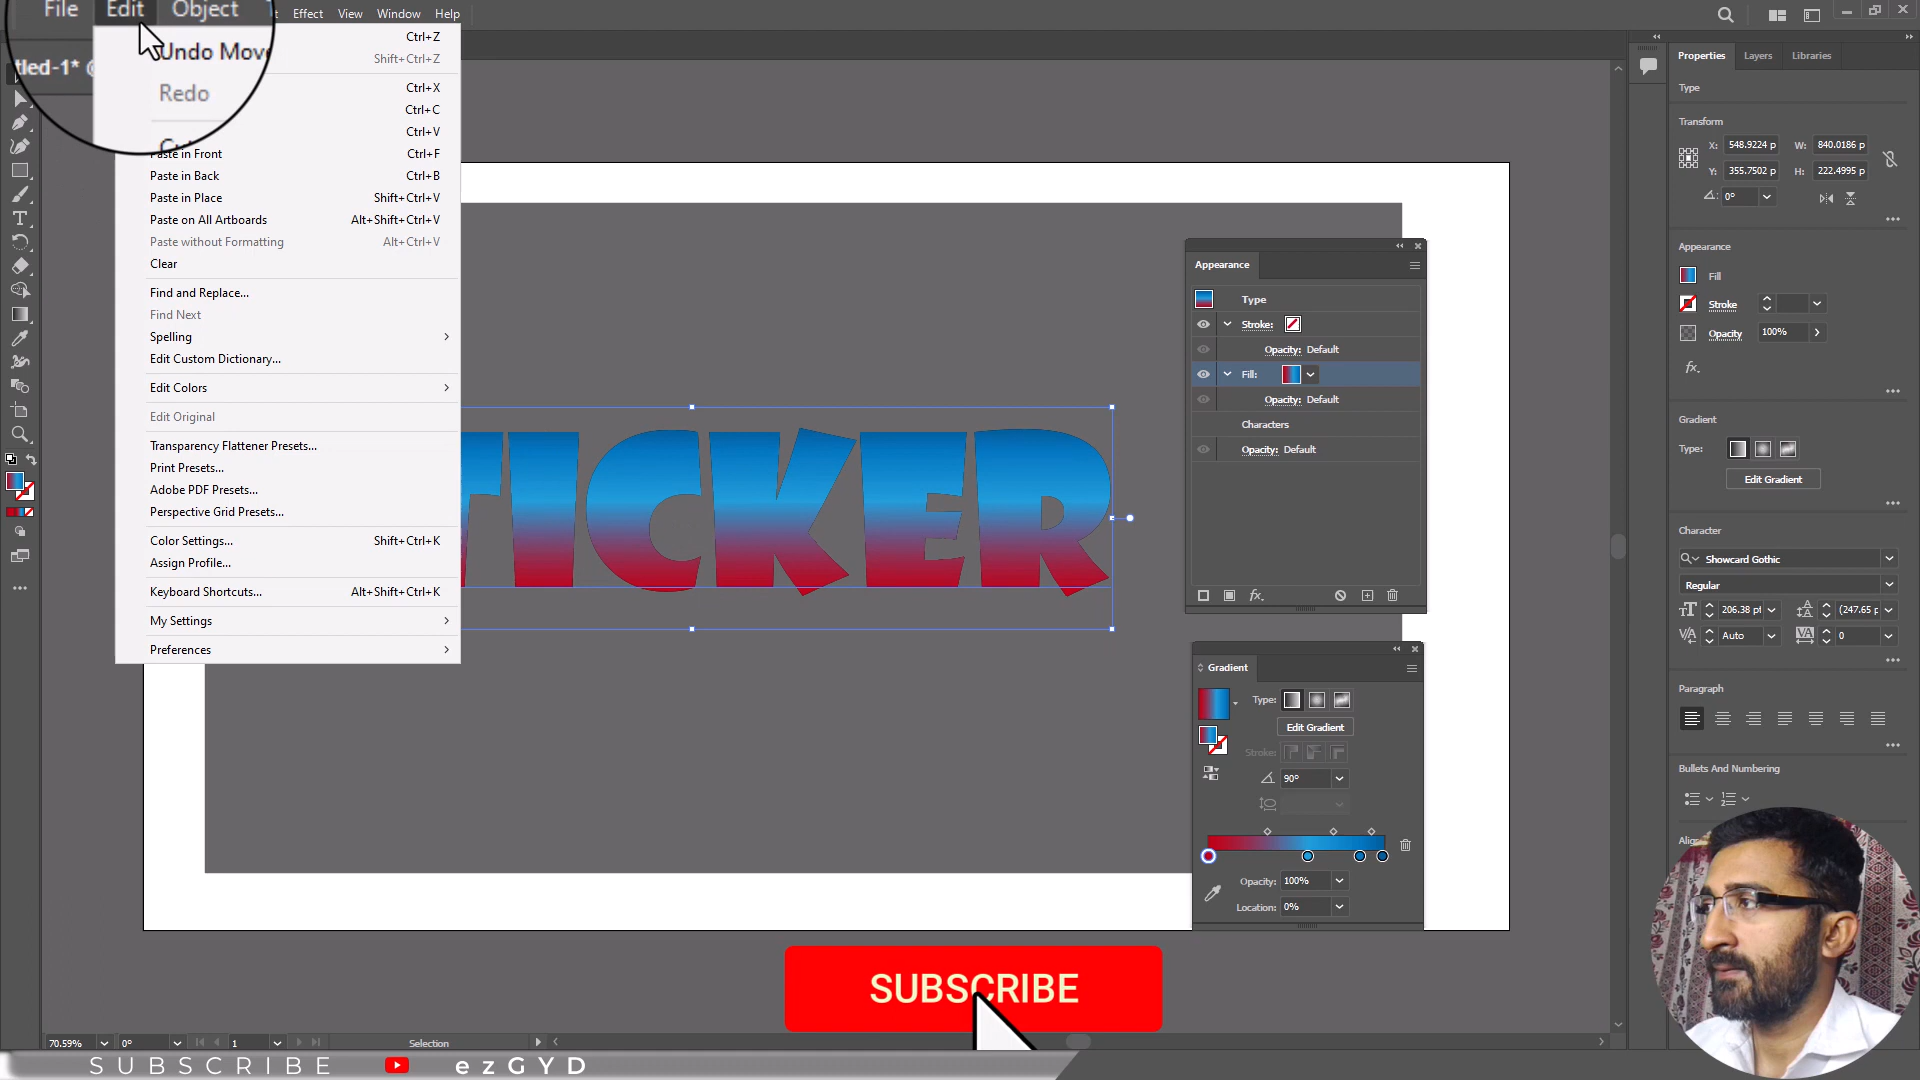 File Edit Object Effect View Window Help
tled-1* @
Undo Move Ctrl+Z
Redo Shift+Ctrl+Z
Ctrl+X
Ctrl+C
Ctrl+V
Paste in Front Ctrl+F
Paste in Back Ctrl+B
Paste in Place Shift+Ctrl+V
Paste on All Artboards Alt+Shift+Ctrl+V
Paste without Formatting Alt+Ctrl+V
Clear
Find and Replace...
Find Next
Spelling
Edit Custom Dictionary...
Edit Colors
Edit Original
Transparency Flattener Presets...
Print Presets...
Adobe PDF Presets...
Perspective Grid Presets...
Color Settings... Shift+Ctrl+K
Assign Profile...
Keyboard Shortcuts... Alt+Shift+Ctrl+K
My Settings
Preferences
TICKER
Appearance
Type
Stroke:
Opacity: Default
Fill:
Opacity: Default
Characters
Opacity: Default
fx.
Gradient
Type:
Edit Gradient
Stroke:
90°
Opacity: 100%
Location: 0%
Properties Layers Libraries
Type
Transform
X: 548.9224 p W: 840.0186 p
Y: 355.7502 p H: 222.4995 p
0°
Appearance
Fill
Stroke
Opacity 100%
fx.
Gradient
Type:
Edit Gradient
Character
Showcard Gothic
Regular
206.38 pt (247.65 p
Auto 0
Paragraph
Bullets And Numbering
Alig
SUBSCRIBE
70.59% 0° 1 Selection
SUBSCRIBE ezGYD